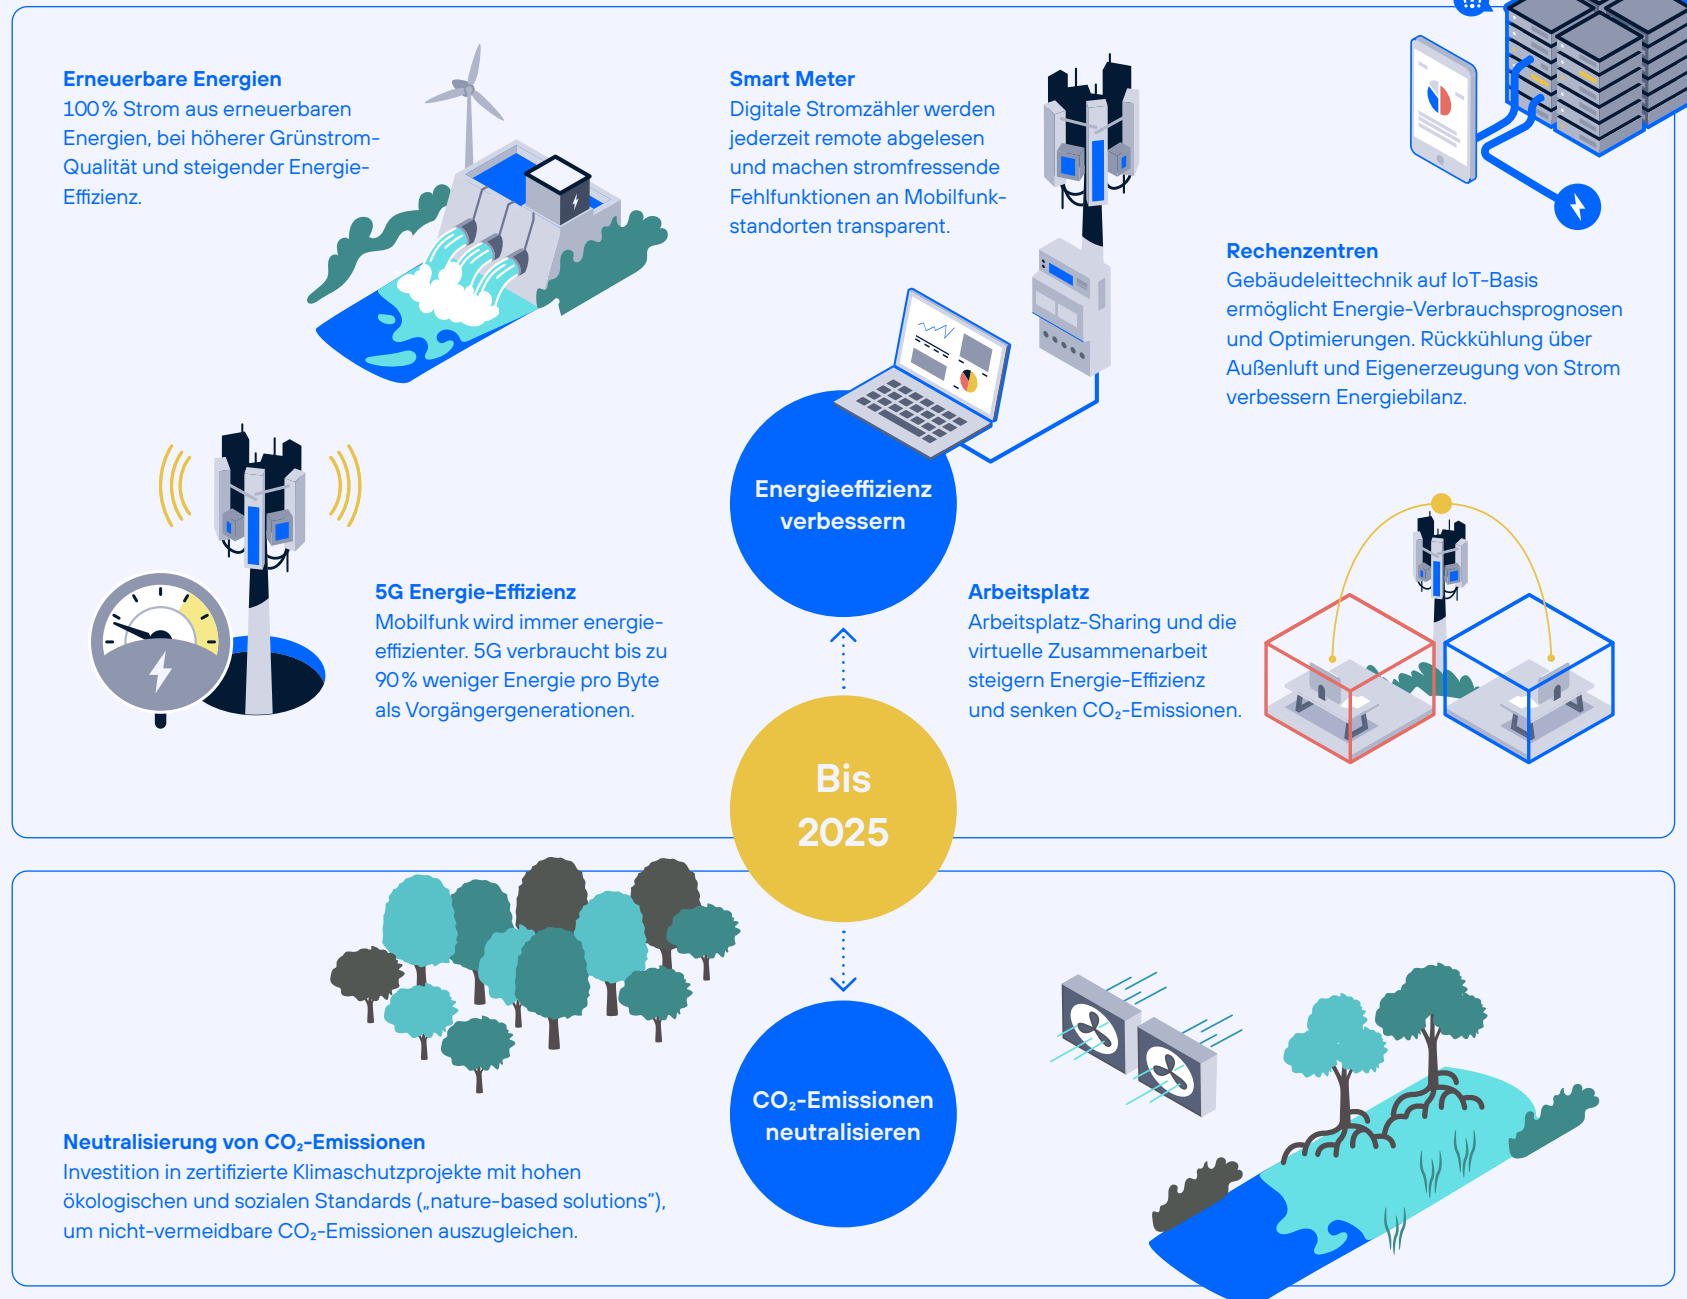 Erneuerbare Energien
100 % Strom aus erneuerbaren
Energien, bei höherer Grünstrom-
Qualität und steigender Energie-
Effizienz.
Smart Meter
Digitale Stromzähler werden
jederzeit remote abgelesen
und machen stromfressende
Fehlfunktionen an Mobilfunk-
standorten transparent.
Rechenzentren
Gebäudeleittechnik auf IoT-Basis
ermöglicht Energie-Verbrauchsprognosen
und Optimierungen. Rückkühlung über
Außenluft und Eigenerzeugung von Strom
verbessern Energiebilanz.
Energieeffizienz
verbessern
5G Energie-Effizienz
Mobilfunk wird immer energie-
effizienter. 5G verbraucht bis zu
90 % weniger Energie pro Byte
als Vorgängergenerationen.
Arbeitsplatz
Arbeitsplatz-Sharing und die
virtuelle Zusammenarbeit
steigern Energie-Effizienz
und senken CO₂-Emissionen.
Bis
2025
CO₂-Emissionen
neutralisieren
Neutralisierung von CO₂-Emissionen
Investition in zertifizierte Klimaschutzprojekte mit hohen
ökologischen und sozialen Standards („nature-based solutions“),
um nicht-vermeidbare CO₂-Emissionen auszugleichen.